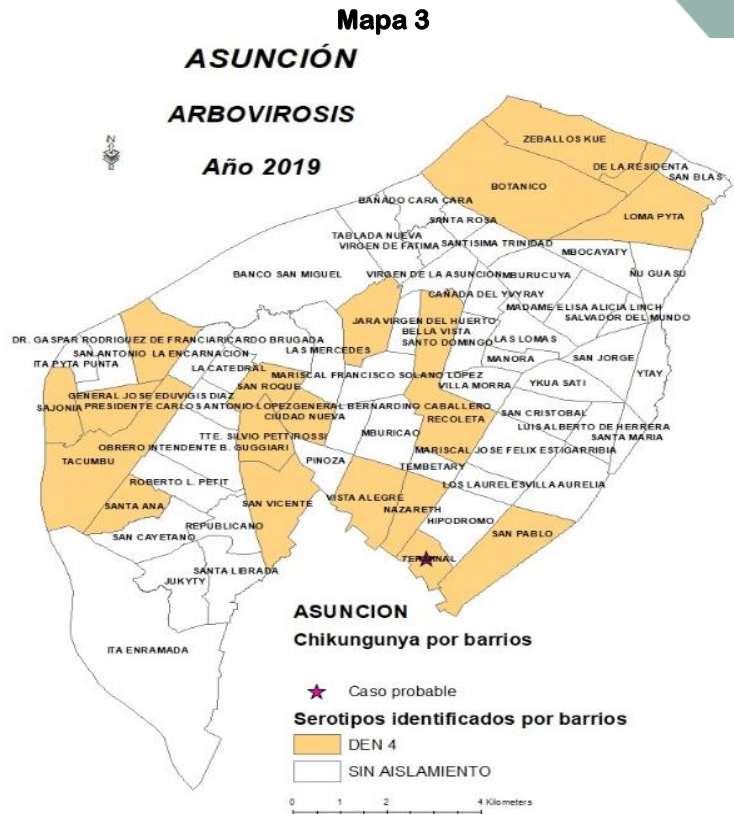 Mapa 3
ASUNCIÓN
ARBOVIROSIS
Año 2019
N
ZEBALLOS KUE
DE LA RESIDENTA
SAN BLAS
BOTANICO
LOMA PYTA
BAÑADO CARA CARA
SANTA ROSA
TABLADA NUEVA
VIRGEN DE FATIMA
SANTISIMA TRINIDAD
MBOCAYATY
BANCO SAN MIGUEL
VIRGEN DE LA ASUNCION
MBURUCUYA
ÑU GUASU
CAÑADA DEL YVYRAY
MADAME ELISA ALICIA LINCH
SALVADOR DEL MUNDO
JARA
VIRGEN DEL HUERTO
BELLA VISTA
SANTO DOMINGO
LAS LOMAS
DR. GASPAR RODRIGUEZ DE FRANCIA
RICARDO BRUGADA
LAS MERCEDES
SAN ANTONIO
LA ENCARNACION
ITA PYTA PUNTA
MANORA
SAN JORGE
LA CATEDRAL
MARISCAL FRANCISCO SOLANO LOPEZ
YTAY
SAN ROQUE
VILLA MORRA
YKUA SATI
GENERAL JOSE EDUVIGIS DIAZ
SAJONIA
PRESIDENTE CARLOS ANTONIO LOPEZ
GENERAL BERNARDINO CABALLERO
CIUDAD NUEVA
RECOLETA
SAN CRISTOBAL
LUIS ALBERTO DE HERRERA
SANTA MARIA
TTE. SILVIO PETTIROSSI
MBURICAO
OBRERO INTENDENTE B. GUGGIARI
MARISCAL JOSE FELIX ESTIGARRIBIA
TACUMBU
PINOZA
TEMBETARY
ROBERTO L. PETIT
LOS LAURELES
VILLA AURELIA
SANTA ANA
SAN VICENTE
VISTA ALEGRE
NAZARETH
HIPODROMO
REPUBLICANO
SAN PABLO
SAN CAYETANO
TERMINAL
SANTA LIBRADA
JUKYTY
ITA ENRAMADA
ASUNCION
Chikungunya por barrios
Caso probable
Serotipos identificados por barrios
DEN 4
SIN AISLAMIENTO
0 1 2 4 Kilometers